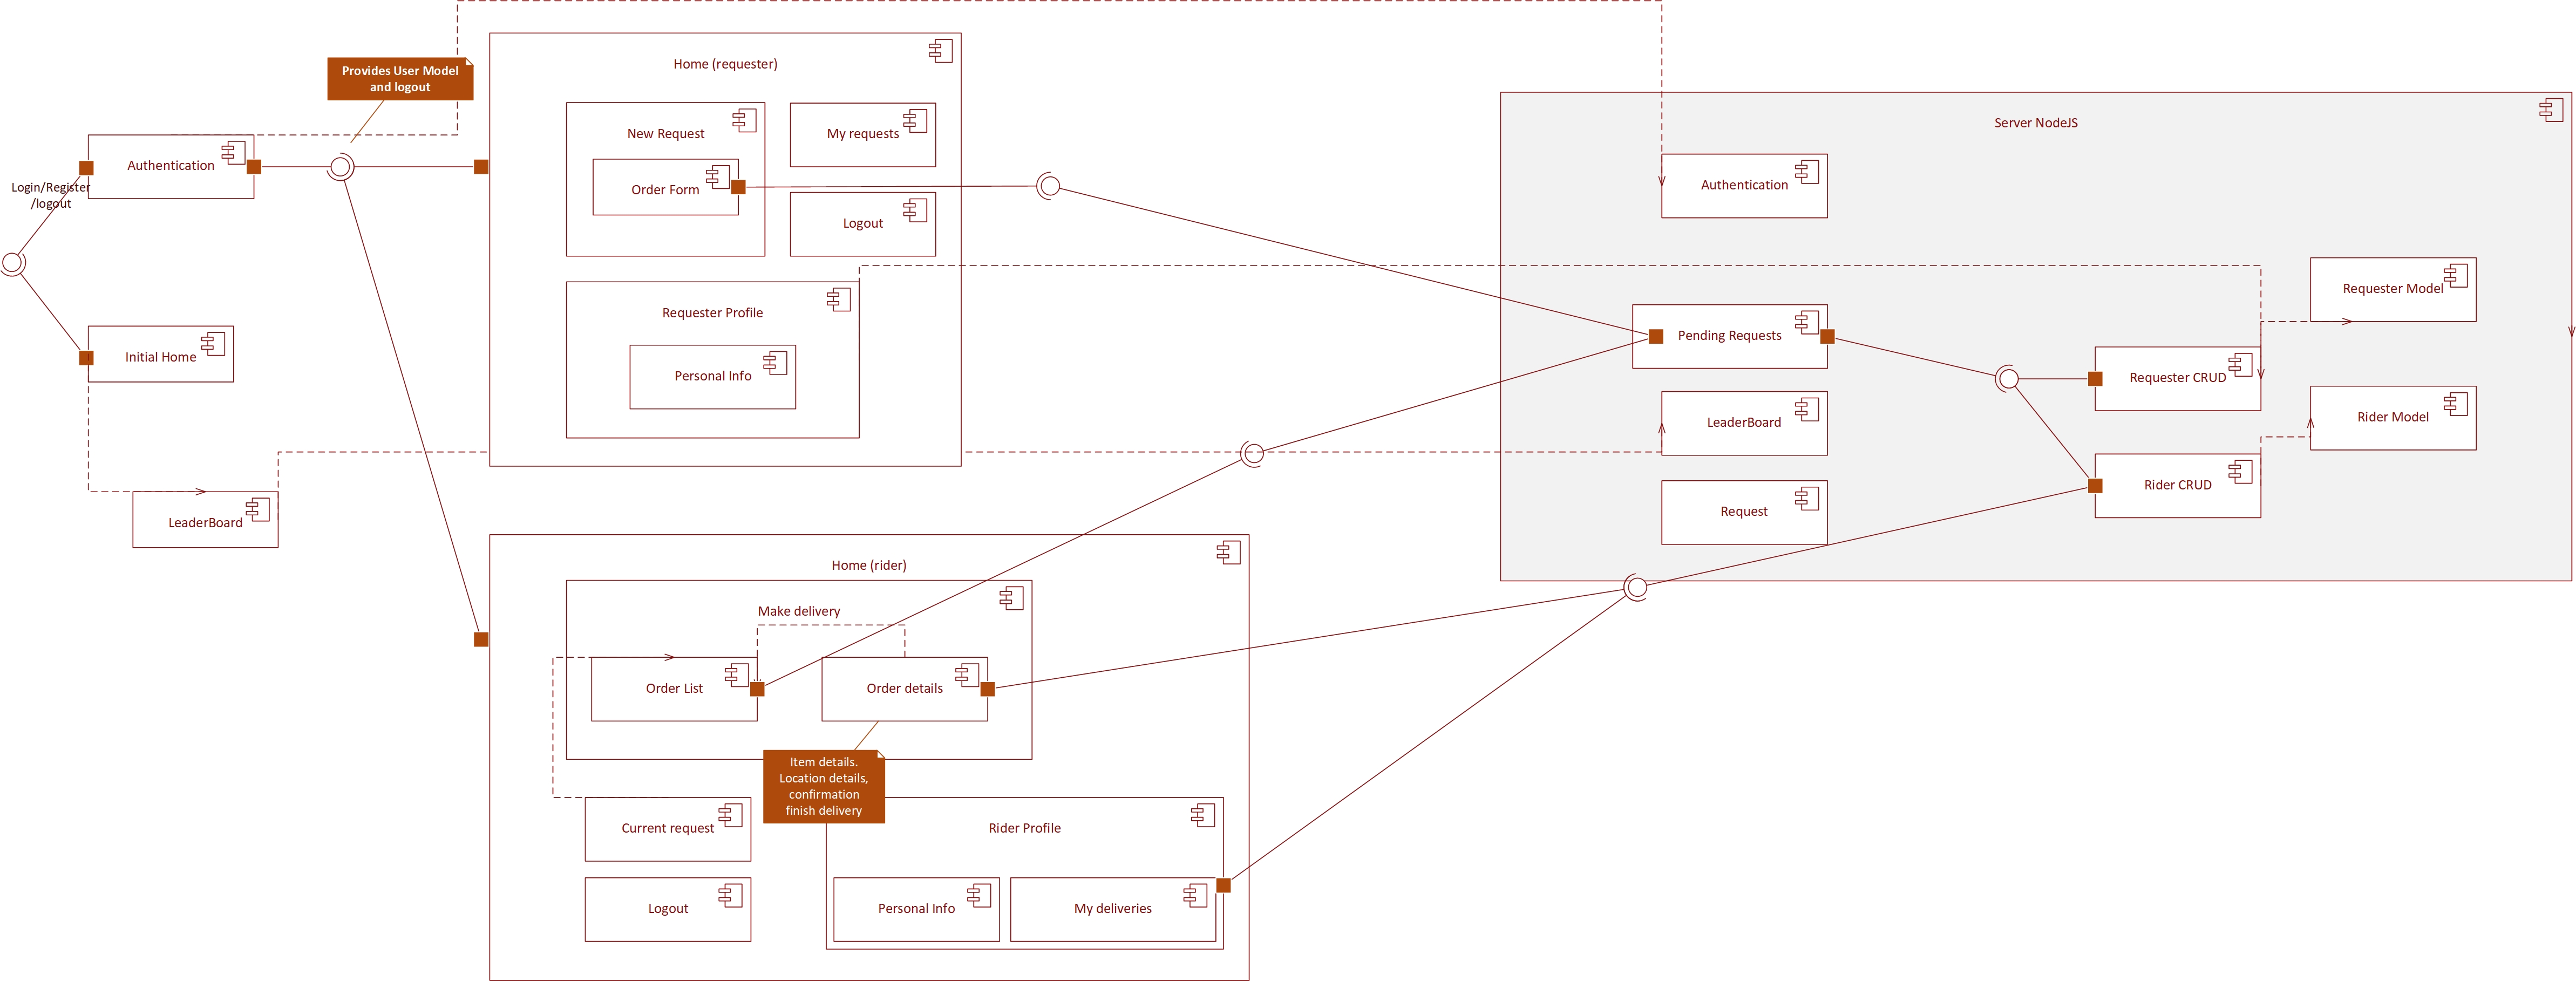 Provides User Model
and logout
Authentication
Login/Register
/logout
Initial Home
LeaderBoard
Home (requester)
New Request
Order Form
My requests
Logout
Requester Profile
Personal Info
Home (rider)
Make delivery
Order List
Order details
Item details.
Location details,
confirmation
finish delivery
Current request
Logout
Rider Profile
Personal Info
My deliveries
Server NodeJS
Authentication
Pending Requests
LeaderBoard
Request
Requester CRUD
Rider CRUD
Requester Model
Rider Model